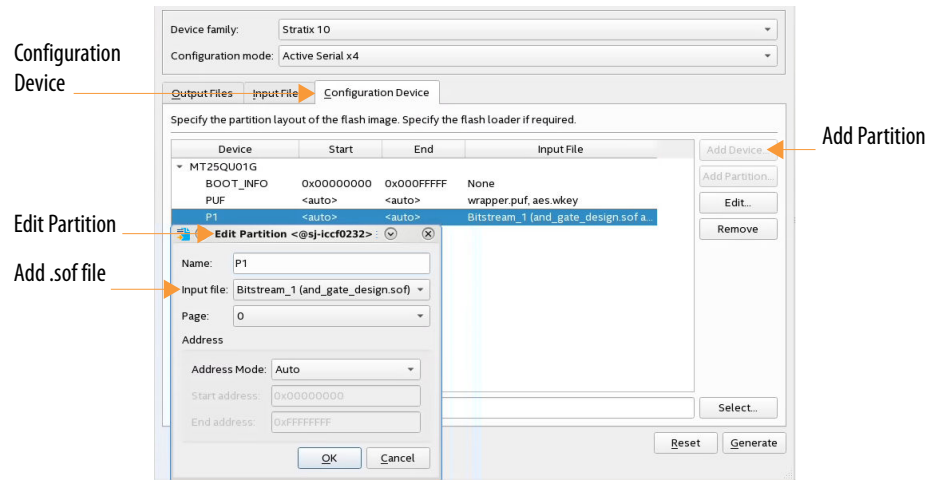 Device family: Stratix 10
Configuration mode: Active Serial x4
Configuration
Device
Output Files Input File Configuration Device
Specify the partition layout of the flash image. Specify the flash loader if required.
Device Start End Input File
Add Device...
Add Partition
MT25QU01G
Add Partition...
BOOT_INFO 0x00000000 0x000FFFFF None
PUF <auto> <auto> wrapper.puf, aes.wkey
Edit...
P1 <auto> <auto> Bitstream_1 (and_gate_design.sof a...
Remove
Edit Partition
Edit Partition <@sj-iccf0232>
Name: P1
Add .sof file
Input file: Bitstream_1 (and_gate_design.sof)
Page: 0
Address
Address Mode: Auto
Start address: 0x00000000
End address: 0xFFFFFFFF
Select...
OK Cancel
Reset Generate